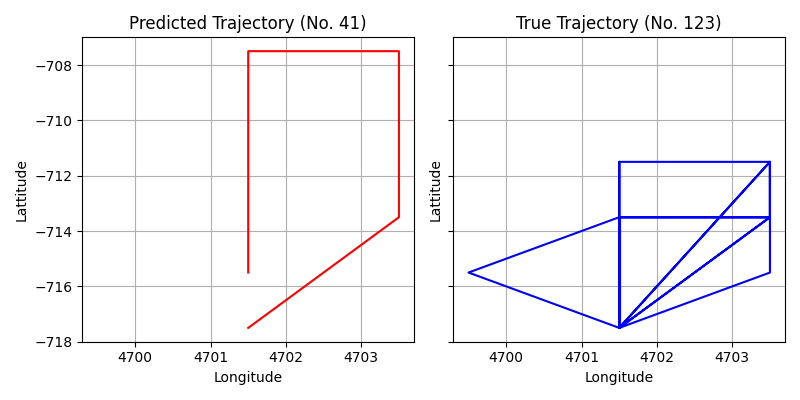 Predicted Trajectory (No. 41)
True Trajectory (No. 123)
−708
−710
−712
−714
−716
−718
Lattitude
Lattitude
4700 4701 4702 4703
4700 4701 4702 4703
Longitude
Longitude